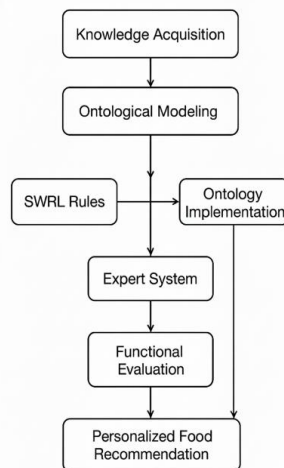 Knowledge Acquisition
Ontological Modeling
SWRL Rules
Ontology
Implementation
Expert System
Functional
Evaluation
Personalized Food
Recommendation